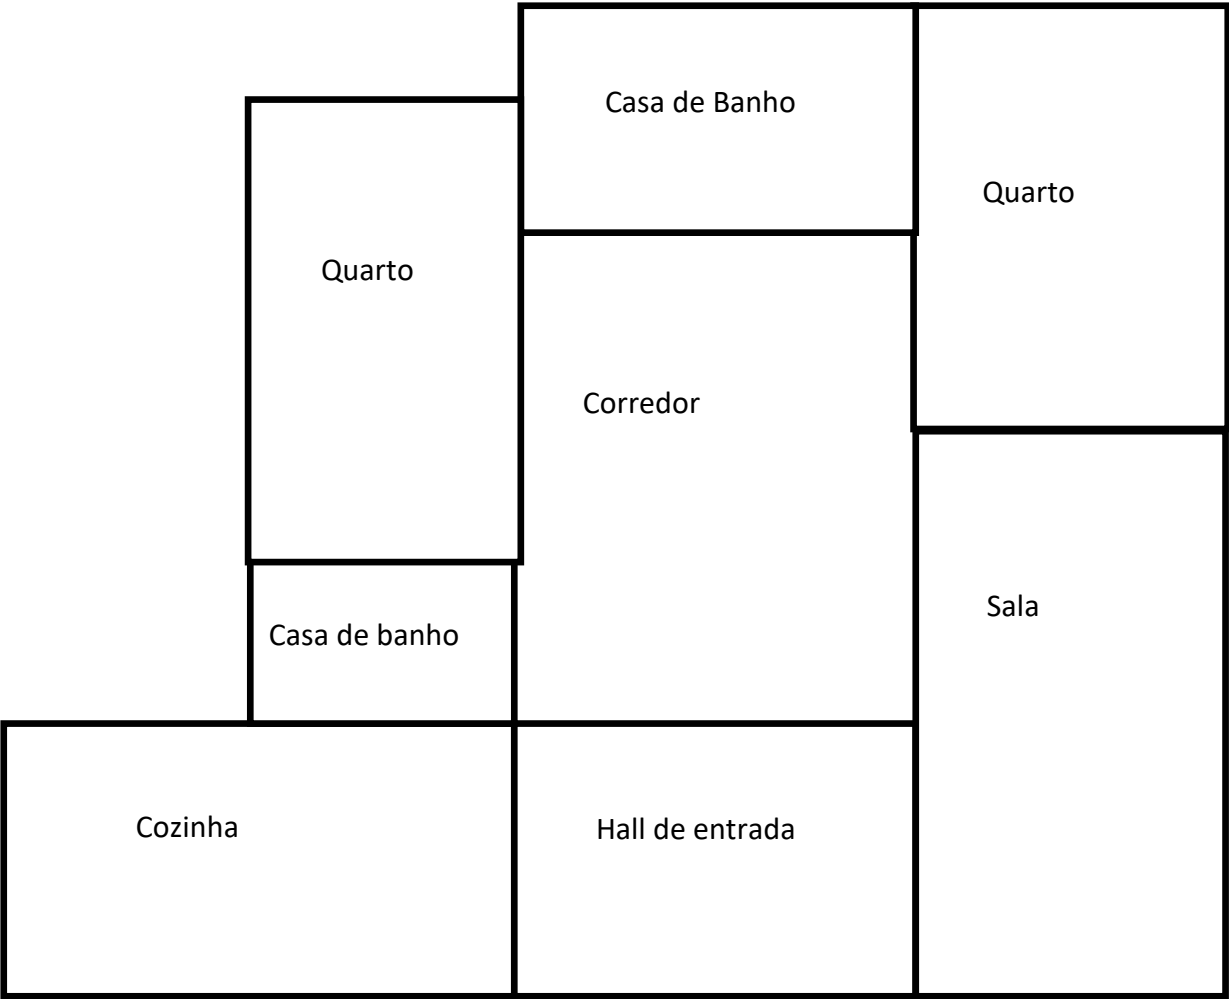 Casa de Banho
Quarto
Quarto
Corredor
Sala
Casa de banho
Cozinha
Hall de entrada